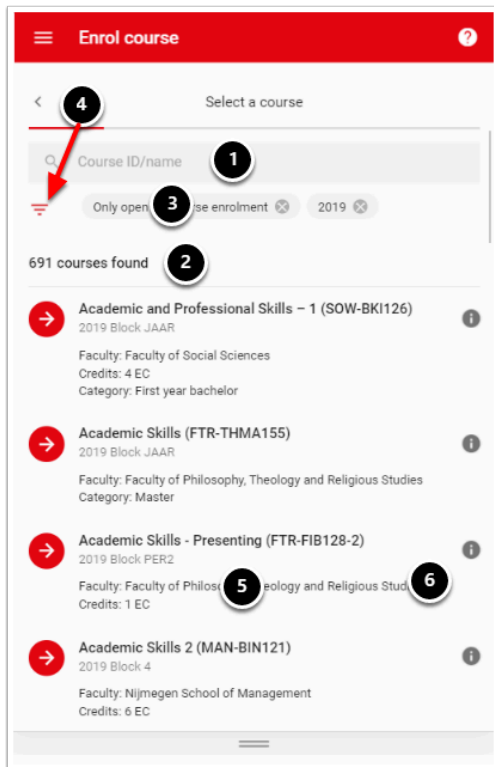 Enrol course
?
4
Select a course
Course ID/name
1
Only open
3
se enrolment
2019
691 courses found
2
Academic and Professional Skills – 1 (SOW-BKI126)
2019 Block JAAR
Faculty: Faculty of Social Sciences
Credits: 4 EC
Category: First year bachelor
Academic Skills (FTR-THMA155)
2019 Block JAAR
Faculty: Faculty of Philosophy, Theology and Religious Studies
Category: Master
Academic Skills - Presenting (FTR-FIB128-2)
2019 Block PER2
Faculty: Faculty of Philoso
5
eology and Religious Stud
6
Credits: 1 EC
Academic Skills 2 (MAN-BIN121)
2019 Block 4
Faculty: Nijmegen School of Management
Credits: 6 EC